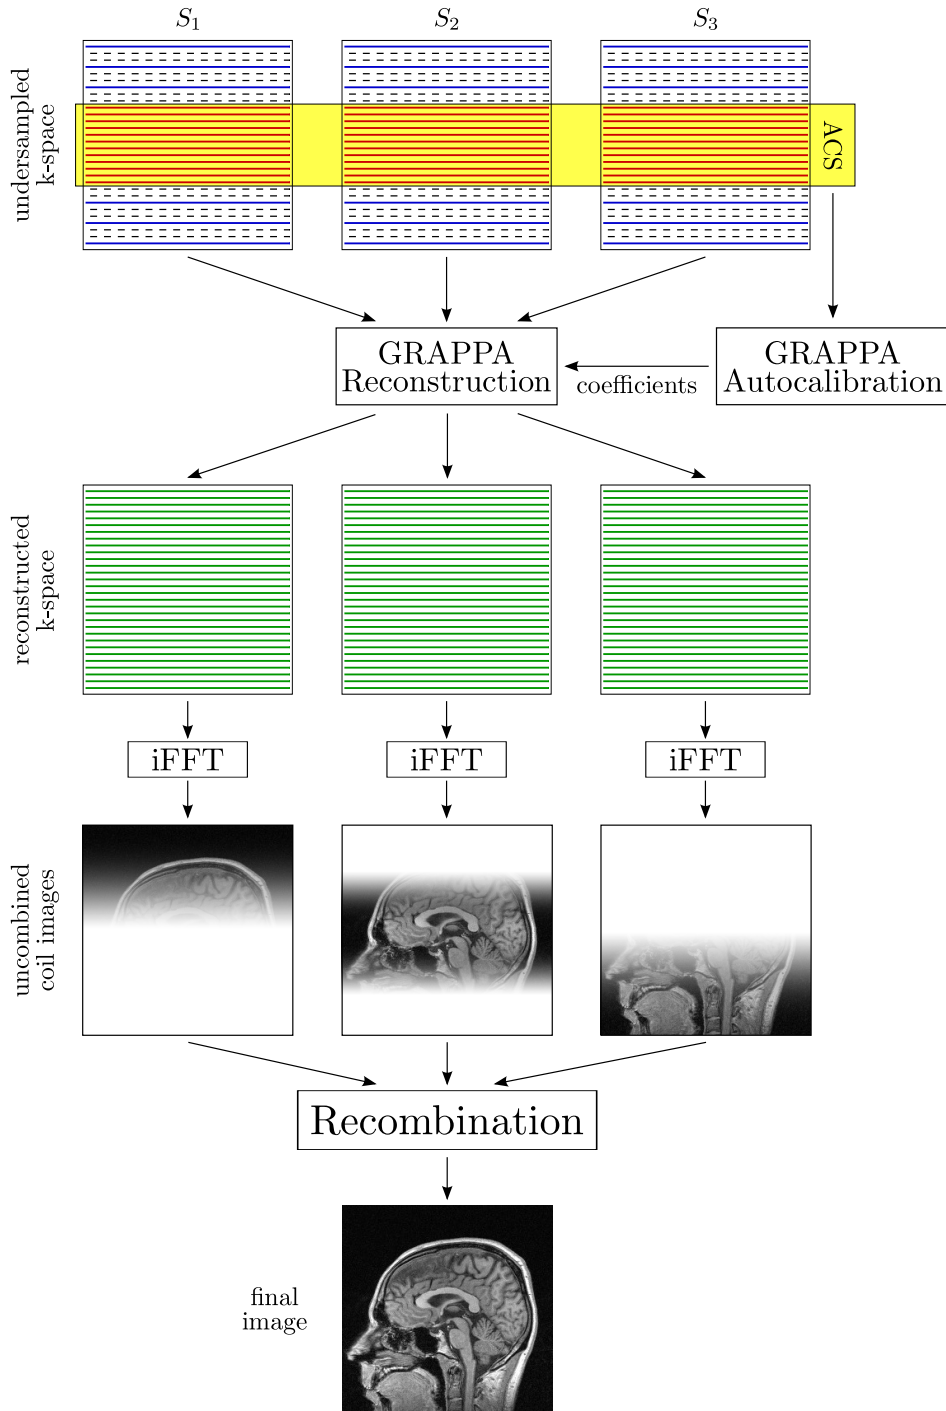 S1
S2
S3
undersampled
k-space
ACS
GRAPPA
Reconstruction
coefficients
GRAPPA
Autocalibration
reconstructed
k-space
iFFT
iFFT
iFFT
uncombined
coil images
Recombination
final
image